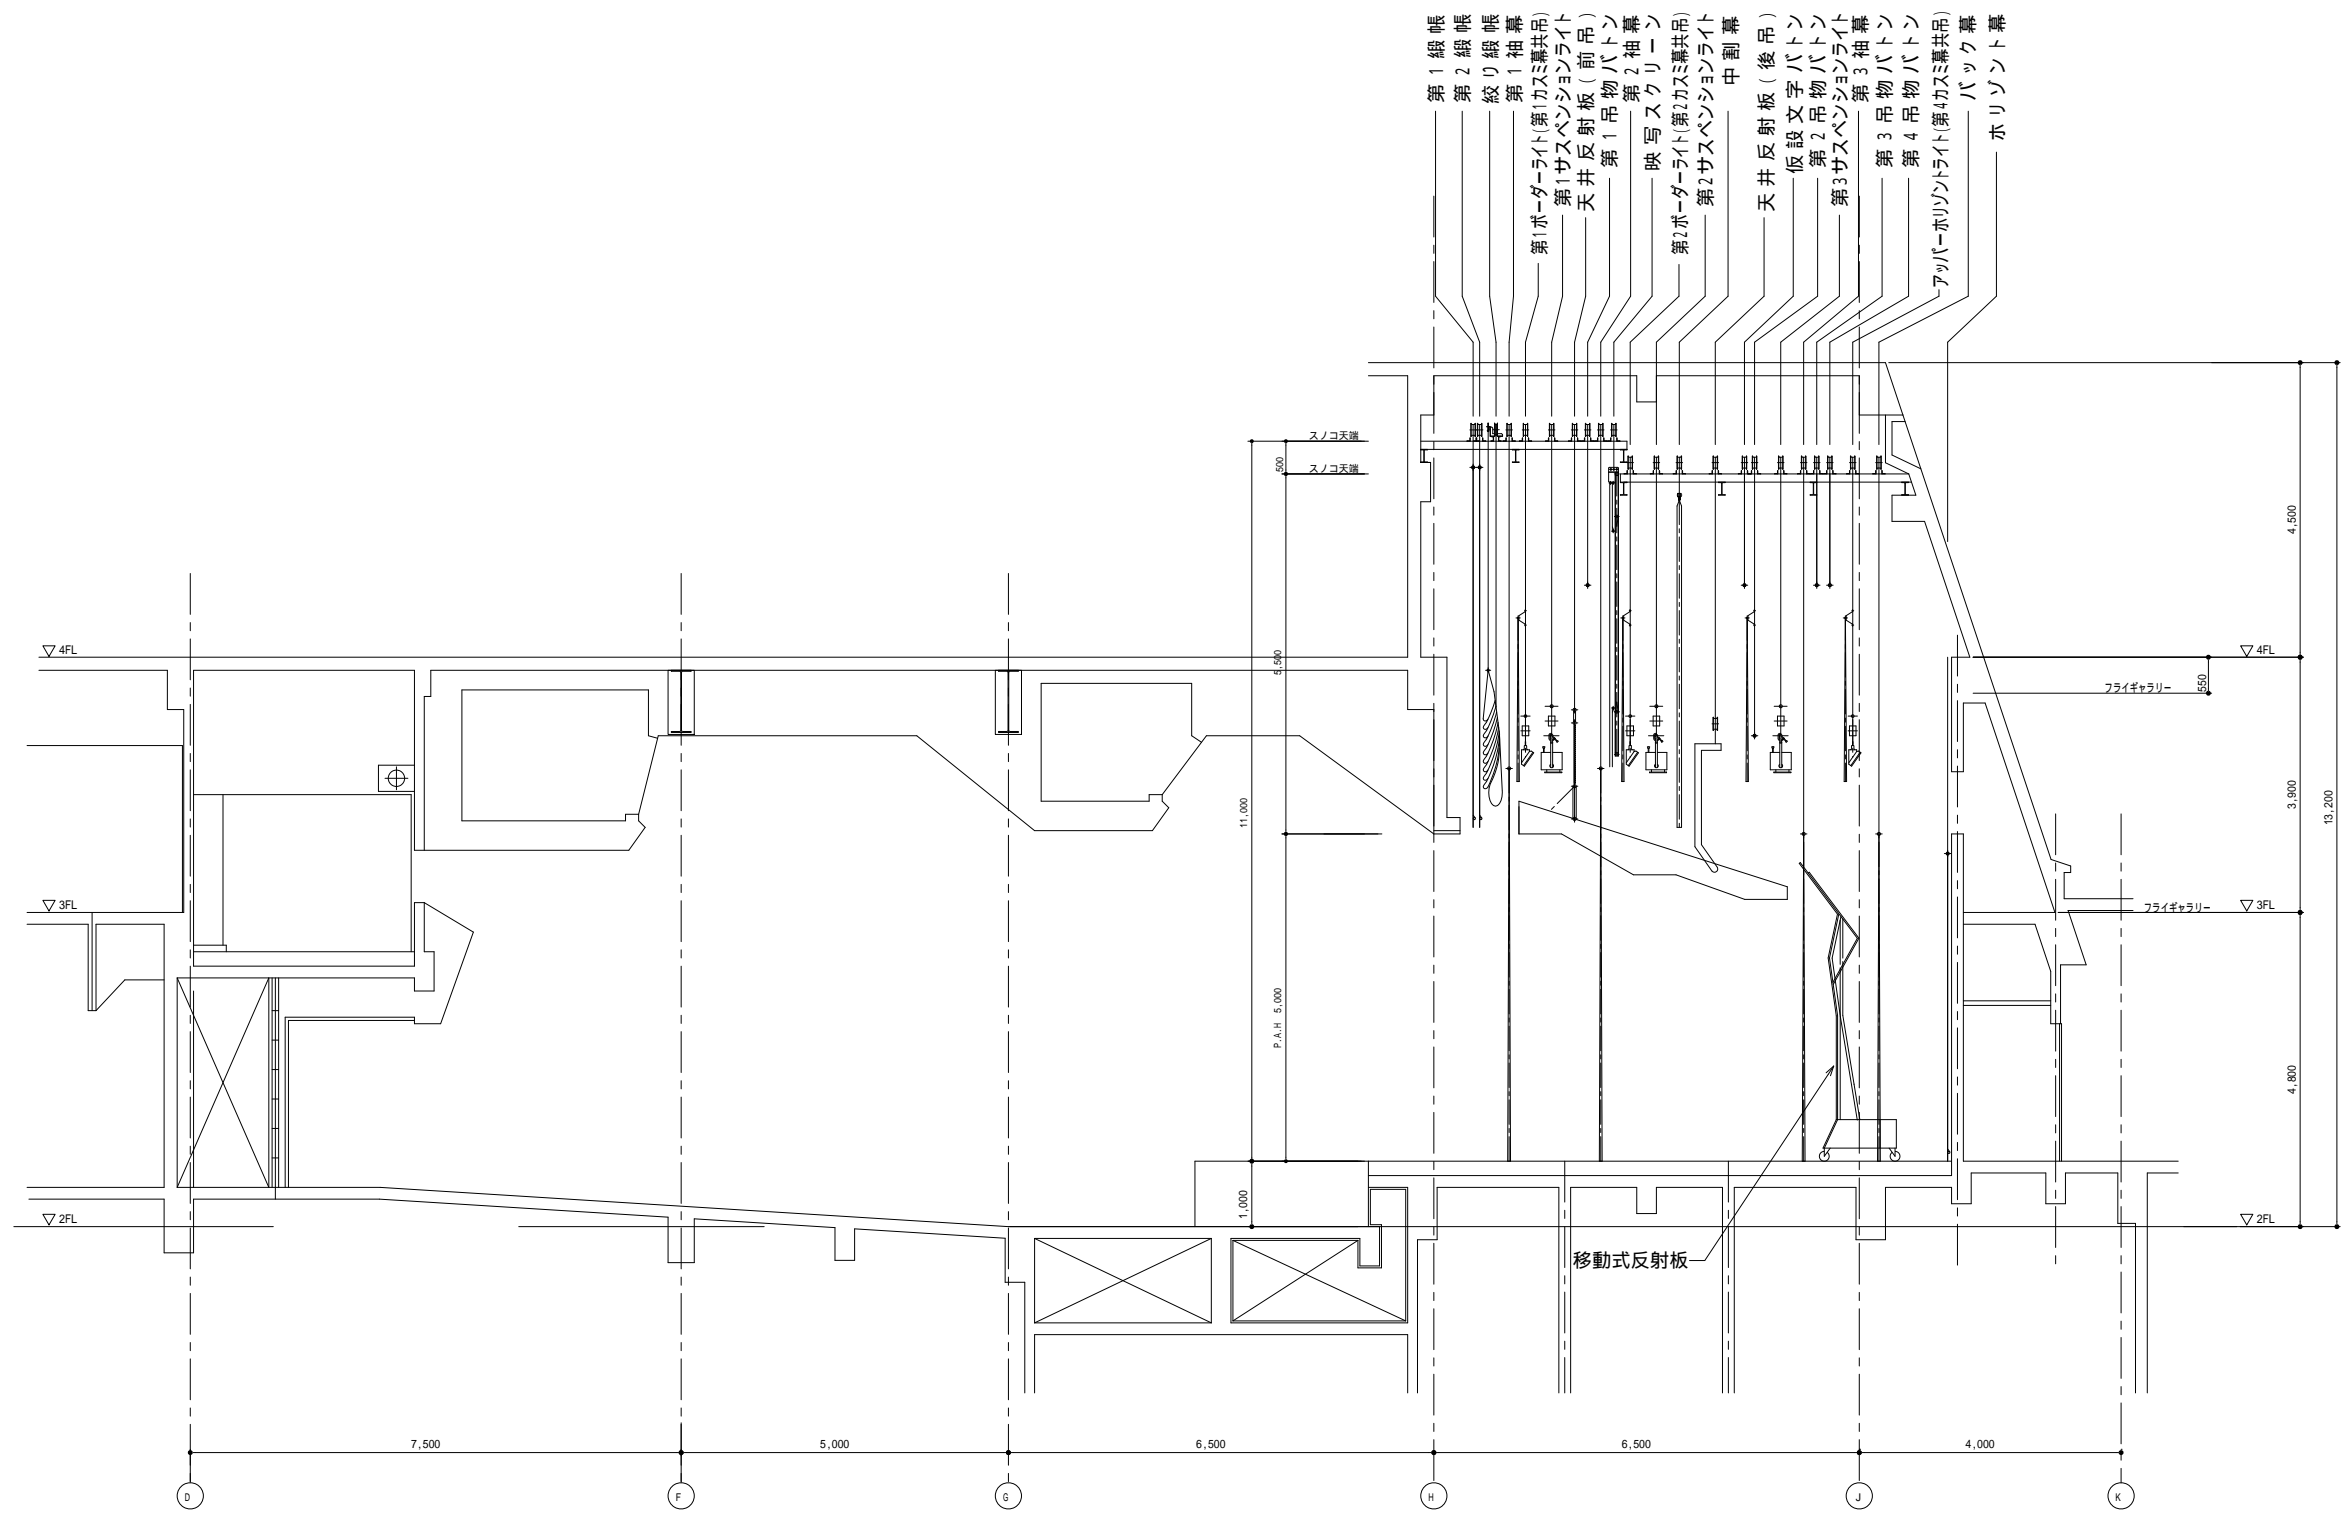 第１緞帳
第２緞帳
絞り緞帳
第１袖幕
第1ボーダーライト(第1カスミ幕共吊)
第1サスペンションライト
天井反射板(前吊)
第１吊物バトン
第２袖幕
映写スクリーン
第2ボーダーライト(第2カスミ幕共吊)
第2サスペンションライト
中割幕
天井反射板(後吊)
仮設文字バトン
第２吊物バトン
第3サスペンションライト
第３袖幕
第３吊物バトン
第４吊物バトン
アッパーホリゾントライト(第4カスミ幕共吊)
バック幕
ホリゾント幕
スノコ天端
500
スノコ天端
4,500
▽4FL
5,500
▽4FL
フライギャラリー
550
11,000
3,900
13,200
▽3FL
▽3FL
フライギャラリー
P.A.H 5,000
4,800
1,000
▽2FL
▽2FL
移動式反射板
7,500
5,000
6,500
6,500
4,000
D
F
G
H
J
K